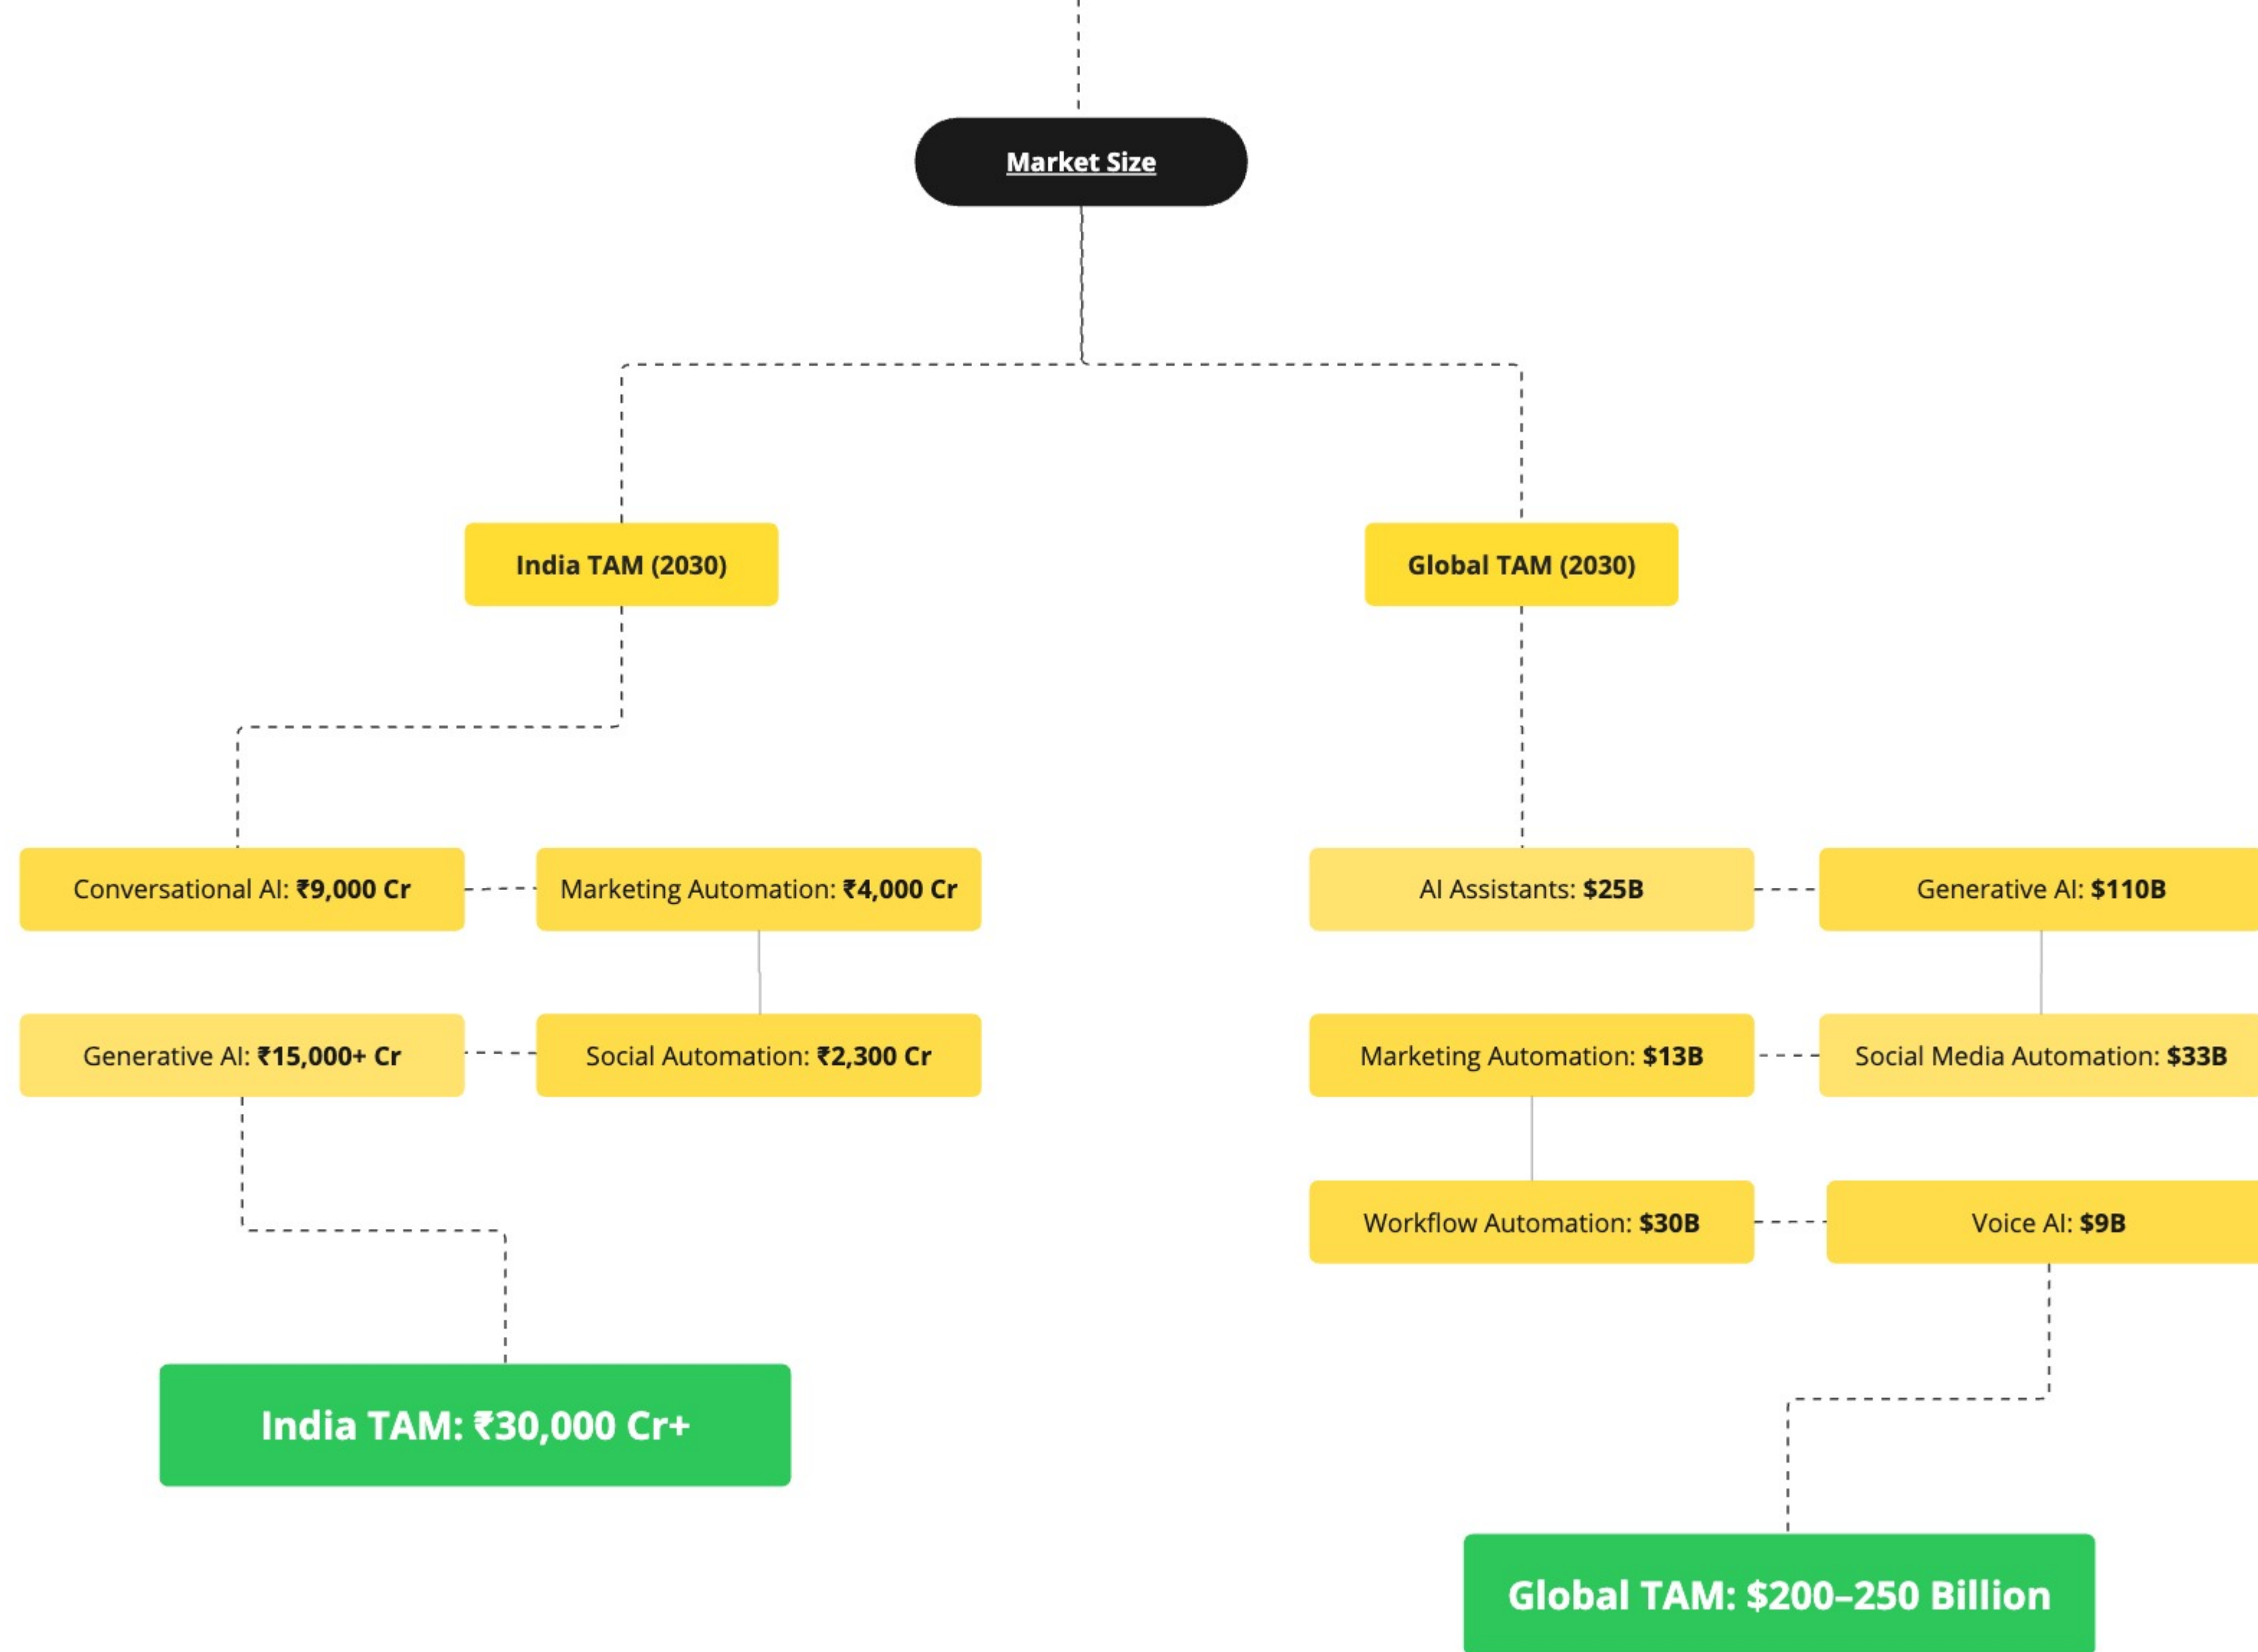 Market Size
India TAM (2030)
Global TAM (2030)
Conversational AI: ₹9,000 Cr
Marketing Automation: ₹4,000 Cr
Generative AI: ₹15,000+ Cr
Social Automation: ₹2,300 Cr
India TAM: ₹30,000 Cr+
AI Assistants: $25B
Generative AI: $110B
Marketing Automation: $13B
Social Media Automation: $33B
Workflow Automation: $30B
Voice AI: $9B
Global TAM: $200–250 Billion